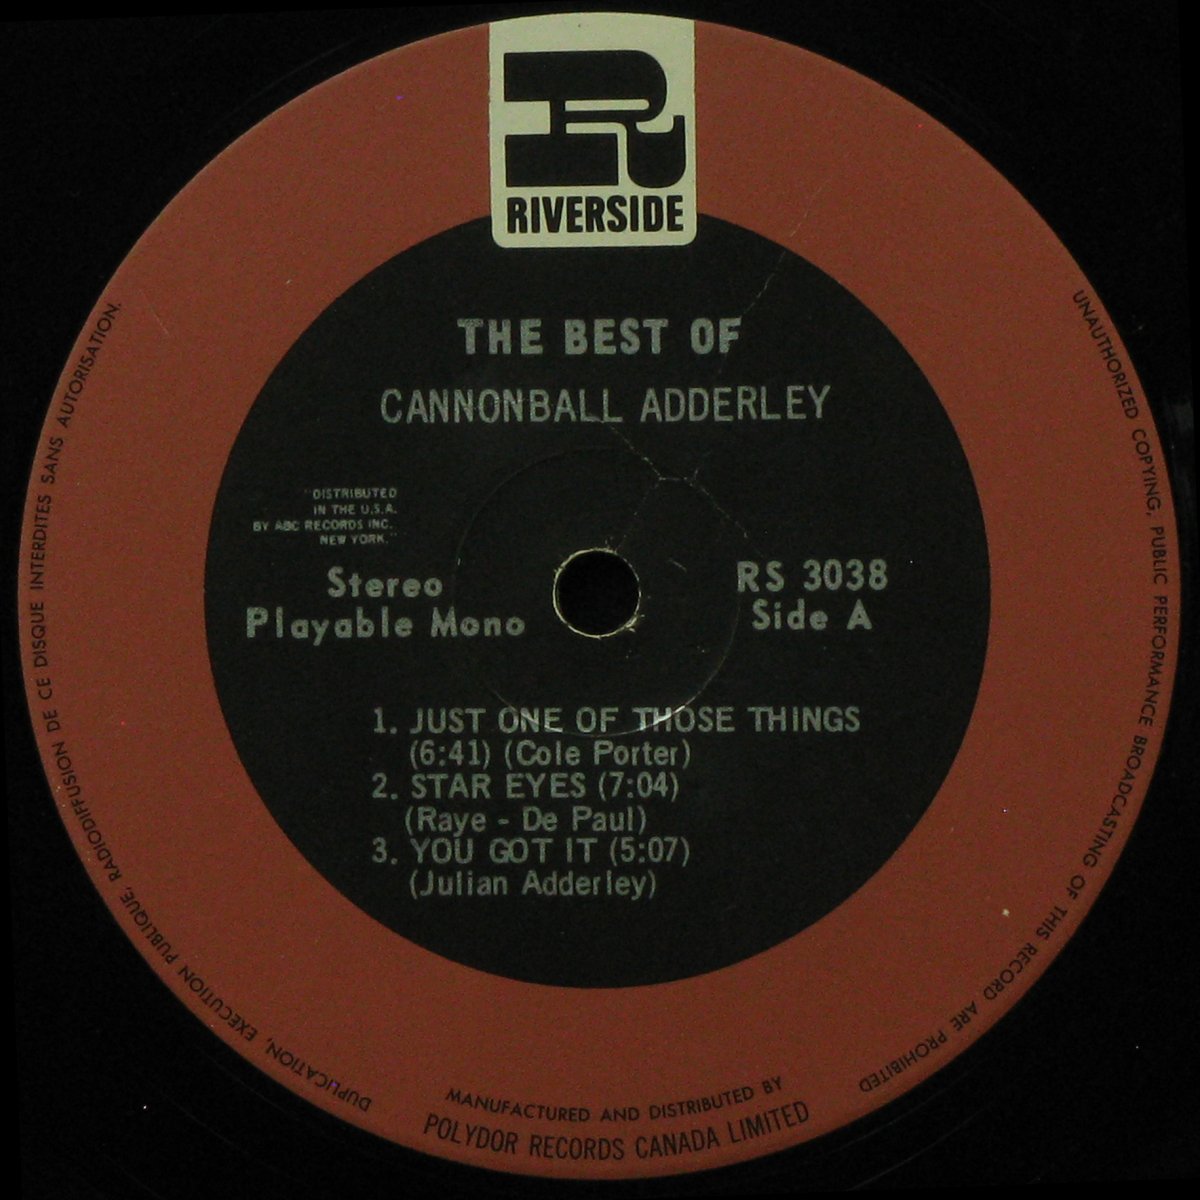 R
RIVERSIDE
THE BEST OF
CANNONBALL ADDERLEY
"DISTRIBUTED
IN THE U.S.A.
BY ABC RECORDS INC.
NEW YORK."
Stereo
Playable Mono
RS 3038
Side A
1. JUST ONE OF THOSE THINGS
(6:41) (Cole Porter)
2. STAR EYES (7:04)
(Raye - De Paul)
3. YOU GOT IT (5:07)
(Julian Adderley)
UNAUTHORIZED COPYING, PUBLIC PERFORMANCE BROADCASTING OF THIS RECORD ARE PROHIBITED
MANUFACTURED AND DISTRIBUTED BY
POLYDOR RECORDS CANADA LIMITED
DUPLICATION, EXECUTION PUBLIQUE, RADIODIFFUSION DE CE DISQUE INTERDITES SANS AUTORISATION.